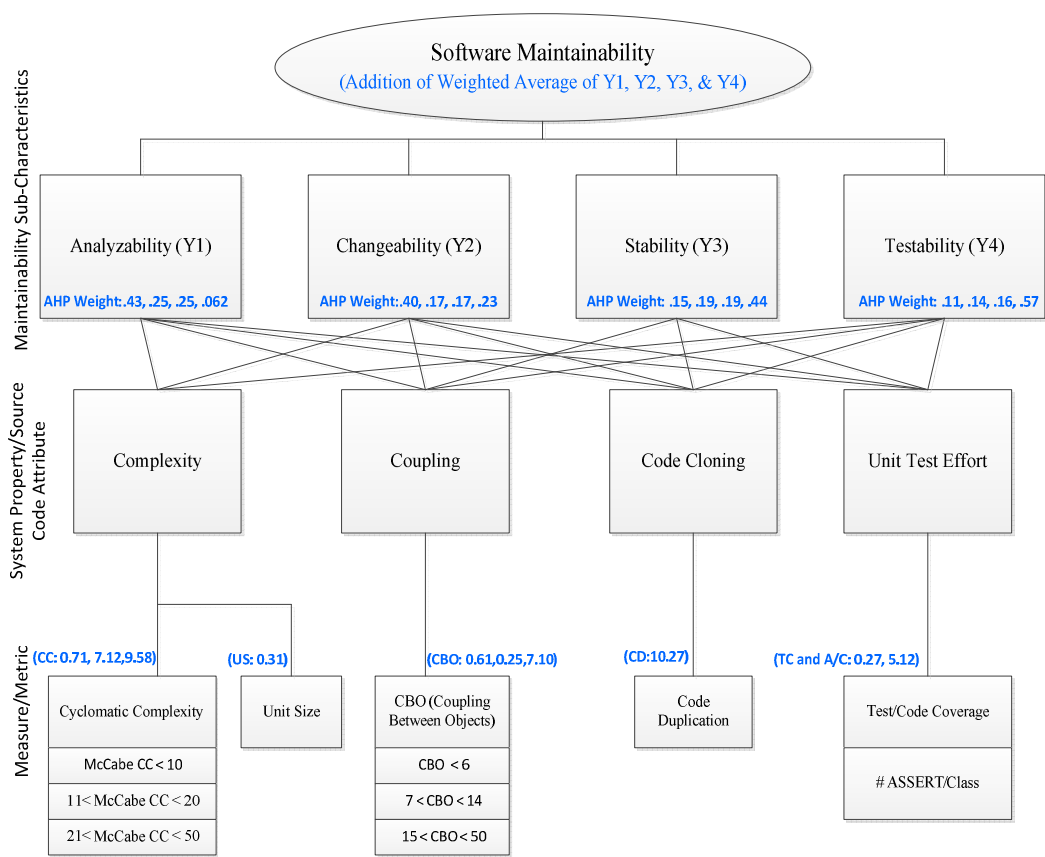 Software Maintainability
(Addition of Weighted Average of Y1, Y2, Y3, & Y4)
Maintainability Sub-Characteristics
Analyzability (Y1)
AHP Weight:.43, .25, .25, .062
Changeability (Y2)
AHP Weight:.40, .17, .17, .23
Stability (Y3)
AHP Weight: .15, .19, .19, .44
Testability (Y4)
AHP Weight: .11, .14, .16, .57
System Property/Source
Code Attribute
Complexity
Coupling
Code Cloning
Unit Test Effort
Measure/Metric
(CC: 0.71, 7.12,9.58)
(US: 0.31)
(CBO: 0.61,0.25,7.10)
(CD:10.27)
(TC and A/C: 0.27, 5.12)
Cyclomatic Complexity
McCabe CC < 10
11< McCabe CC < 20
21< McCabe CC < 50
Unit Size
CBO (Coupling
Between Objects)
CBO < 6
7 < CBO < 14
15 < CBO < 50
Code
Duplication
Test/Code Coverage
# ASSERT/Class